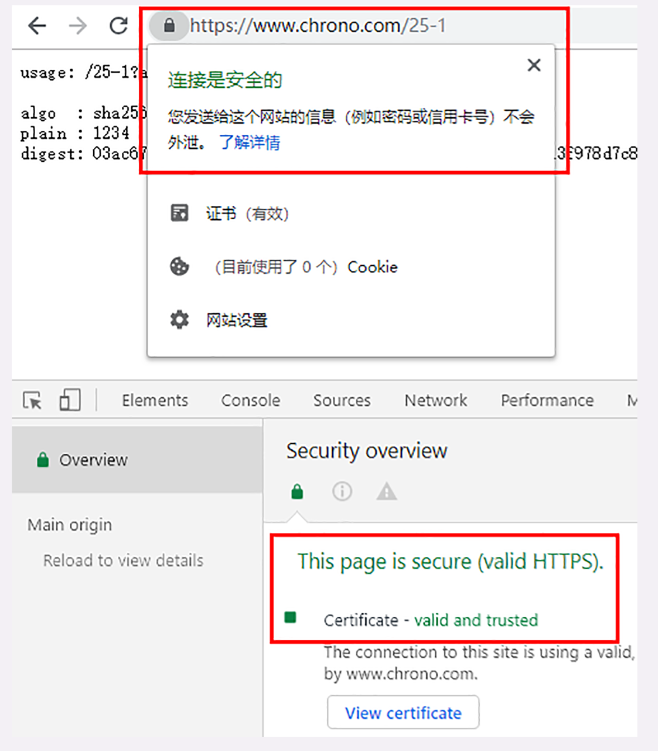 https://www.chrono.com/25-1
usage: /25-1?a
连接是安全的
algo : sha256
您发送给这个网站的信息（例如密码或信用卡号）不会
plain : 1234
外泄。 了解详情
digest: 03ac67
3f978d7c8
证书（有效）
（目前使用了 0 个）Cookie
网站设置
Elements Console Sources Network Performance M
Overview
Security overview
Main origin
Reload to view details
This page is secure (valid HTTPS).
Certificate - valid and trusted
The connection to this site is using a valid,
by www.chrono.com.
View certificate